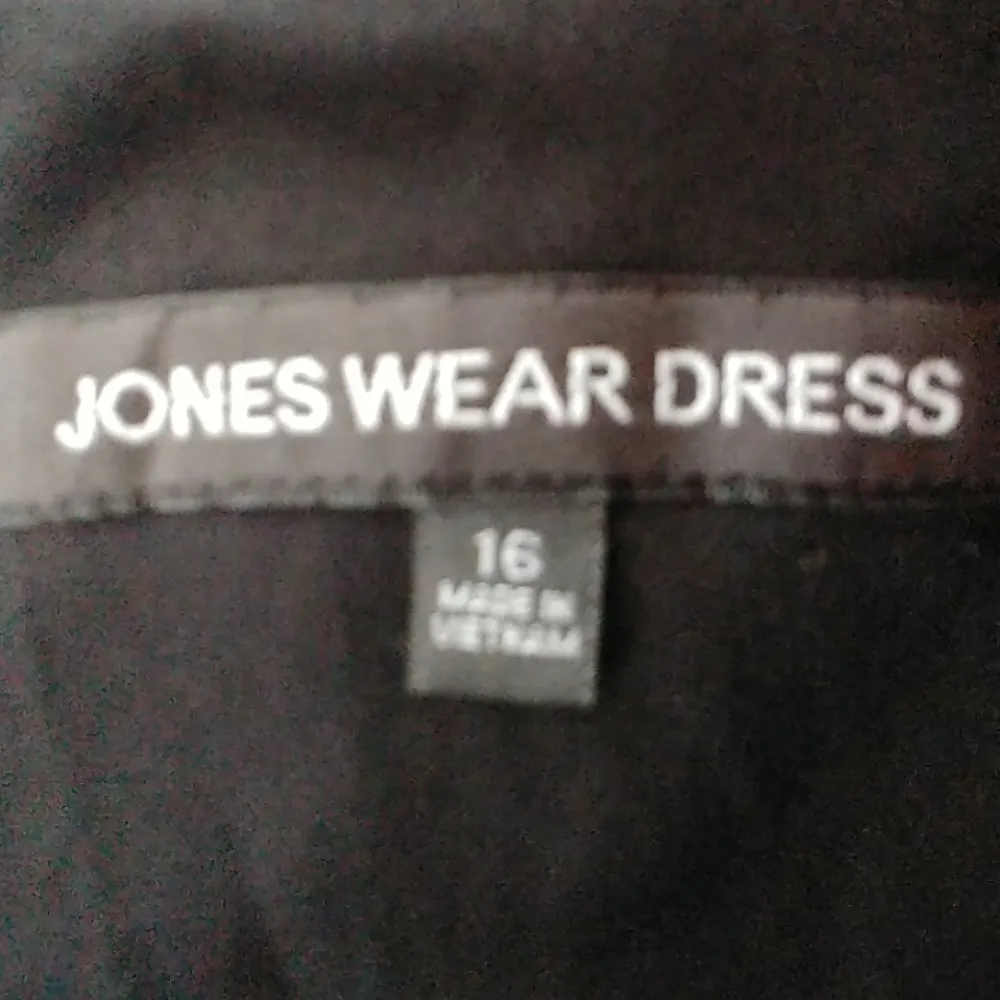 JONES WEAR DRESS
16
MADE IN
VIETNAM